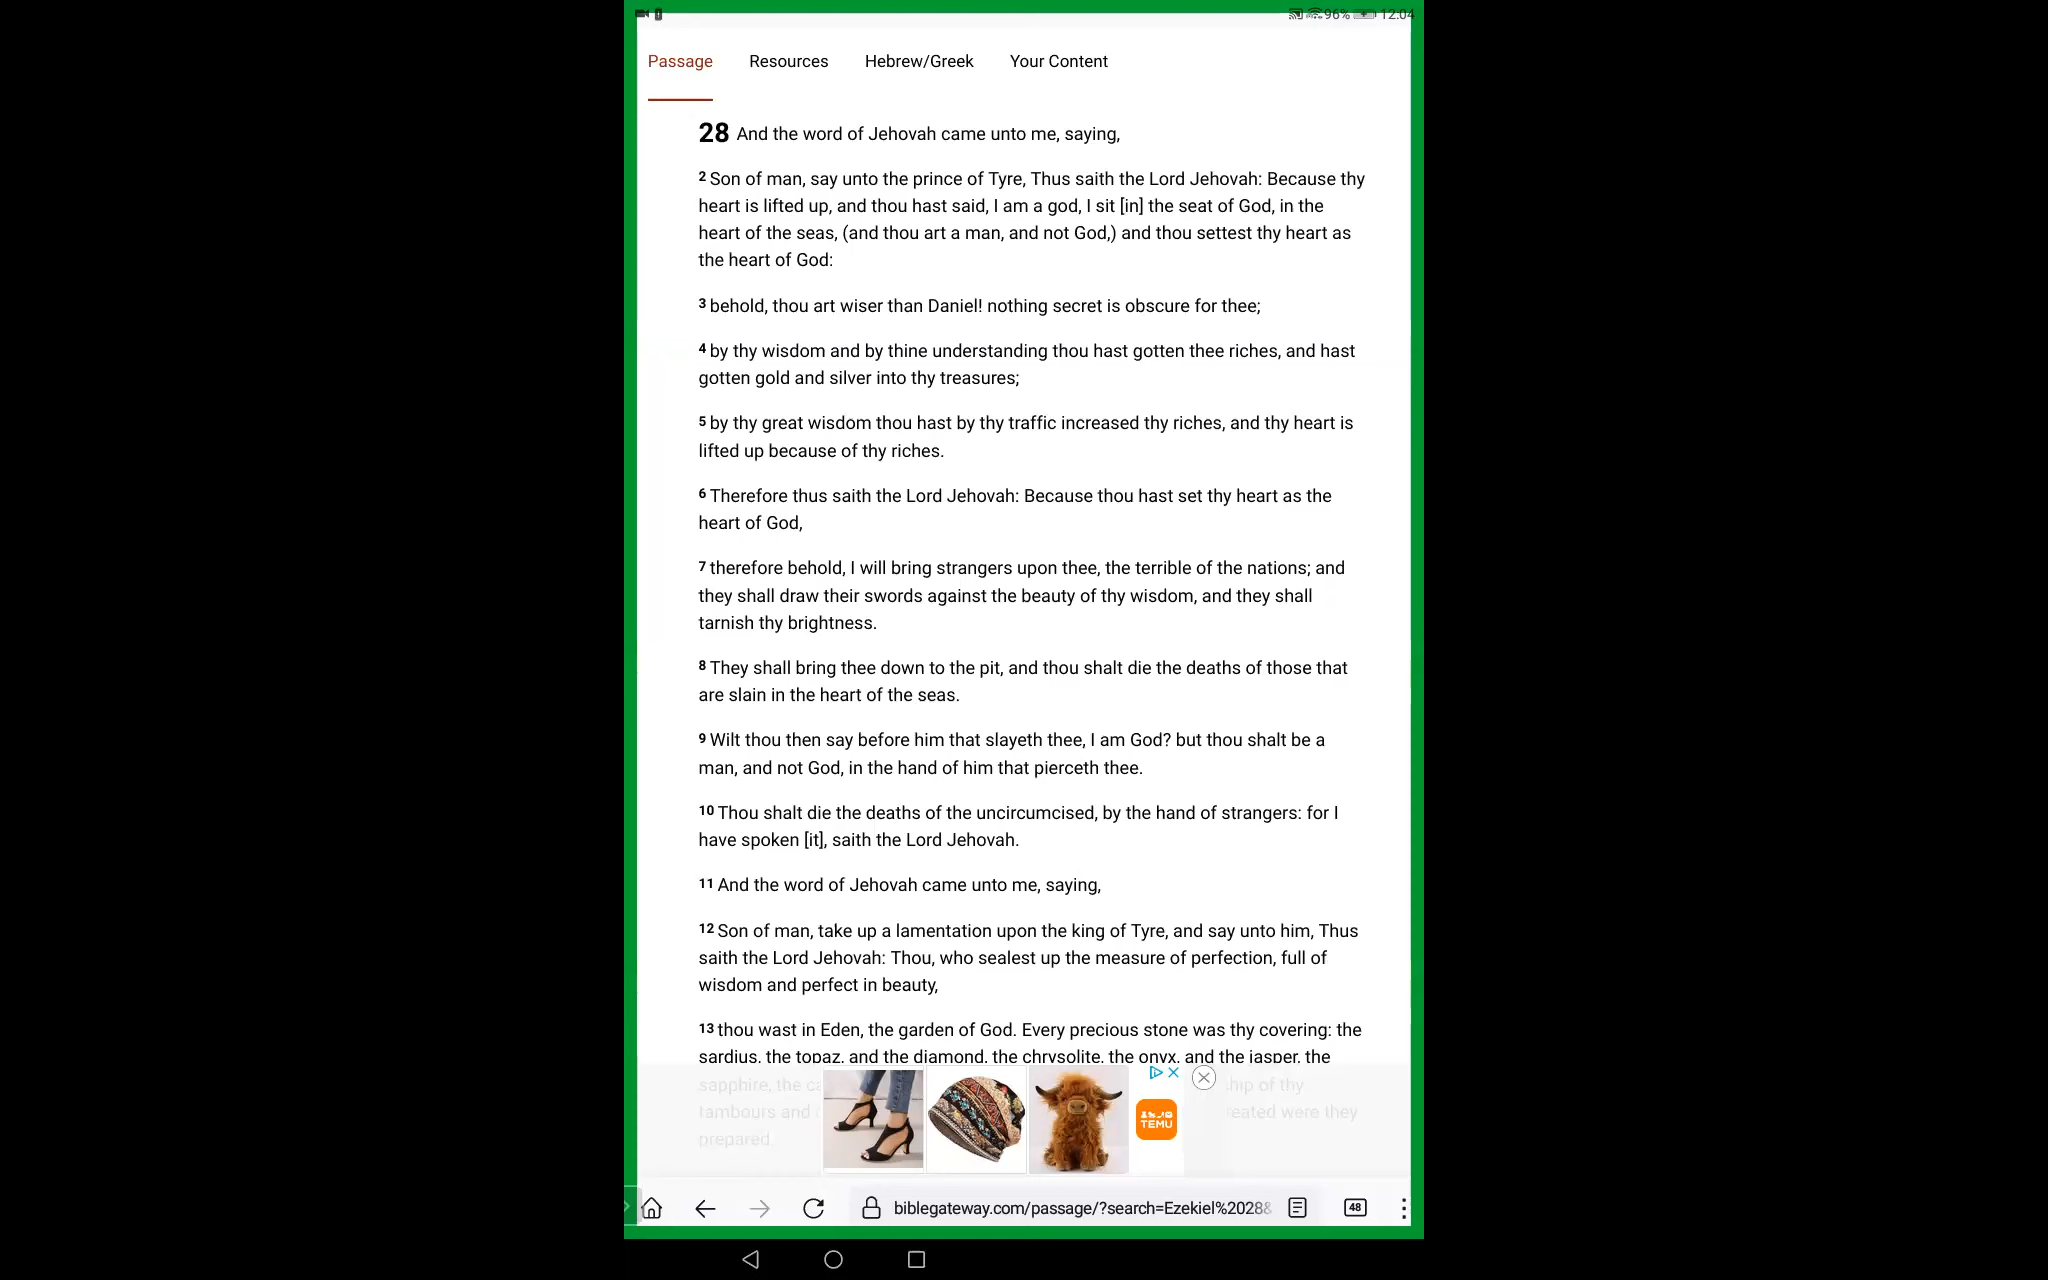 96% 12:04
Passage Resources Hebrew/Greek Your Content
28 And the word of Jehovah came unto me, saying,
2 Son of man, say unto the prince of Tyre, Thus saith the Lord Jehovah: Because thy
heart is lifted up, and thou hast said, I am a god, I sit [in] the seat of God, in the
heart of the seas, (and thou art a man, and not God,) and thou settest thy heart as
the heart of God:
3 behold, thou art wiser than Daniel! nothing secret is obscure for thee;
4 by thy wisdom and by thine understanding thou hast gotten thee riches, and hast
gotten gold and silver into thy treasures;
5 by thy great wisdom thou hast by thy traffic increased thy riches, and thy heart is
lifted up because of thy riches.
6 Therefore thus saith the Lord Jehovah: Because thou hast set thy heart as the
heart of God,
7 therefore behold, I will bring strangers upon thee, the terrible of the nations; and
they shall draw their swords against the beauty of thy wisdom, and they shall
tarnish thy brightness.
8 They shall bring thee down to the pit, and thou shalt die the deaths of those that
are slain in the heart of the seas.
9 Wilt thou then say before him that slayeth thee, I am God? but thou shalt be a
man, and not God, in the hand of him that pierceth thee.
10 Thou shalt die the deaths of the uncircumcised, by the hand of strangers: for I
have spoken [it], saith the Lord Jehovah.
11 And the word of Jehovah came unto me, saying,
12 Son of man, take up a lamentation upon the king of Tyre, and say unto him, Thus
saith the Lord Jehovah: Thou, who sealest up the measure of perfection, full of
wisdom and perfect in beauty,
13 thou wast in Eden, the garden of God. Every precious stone was thy covering: the
sardius, the topaz, and the diamond, the chrysolite, the onyx, and the jasper, the
sapphire, the of thy
tambours and were they
prepared.
TEMU
biblegateway.com/passage/?search=Ezekiel%2028&
48